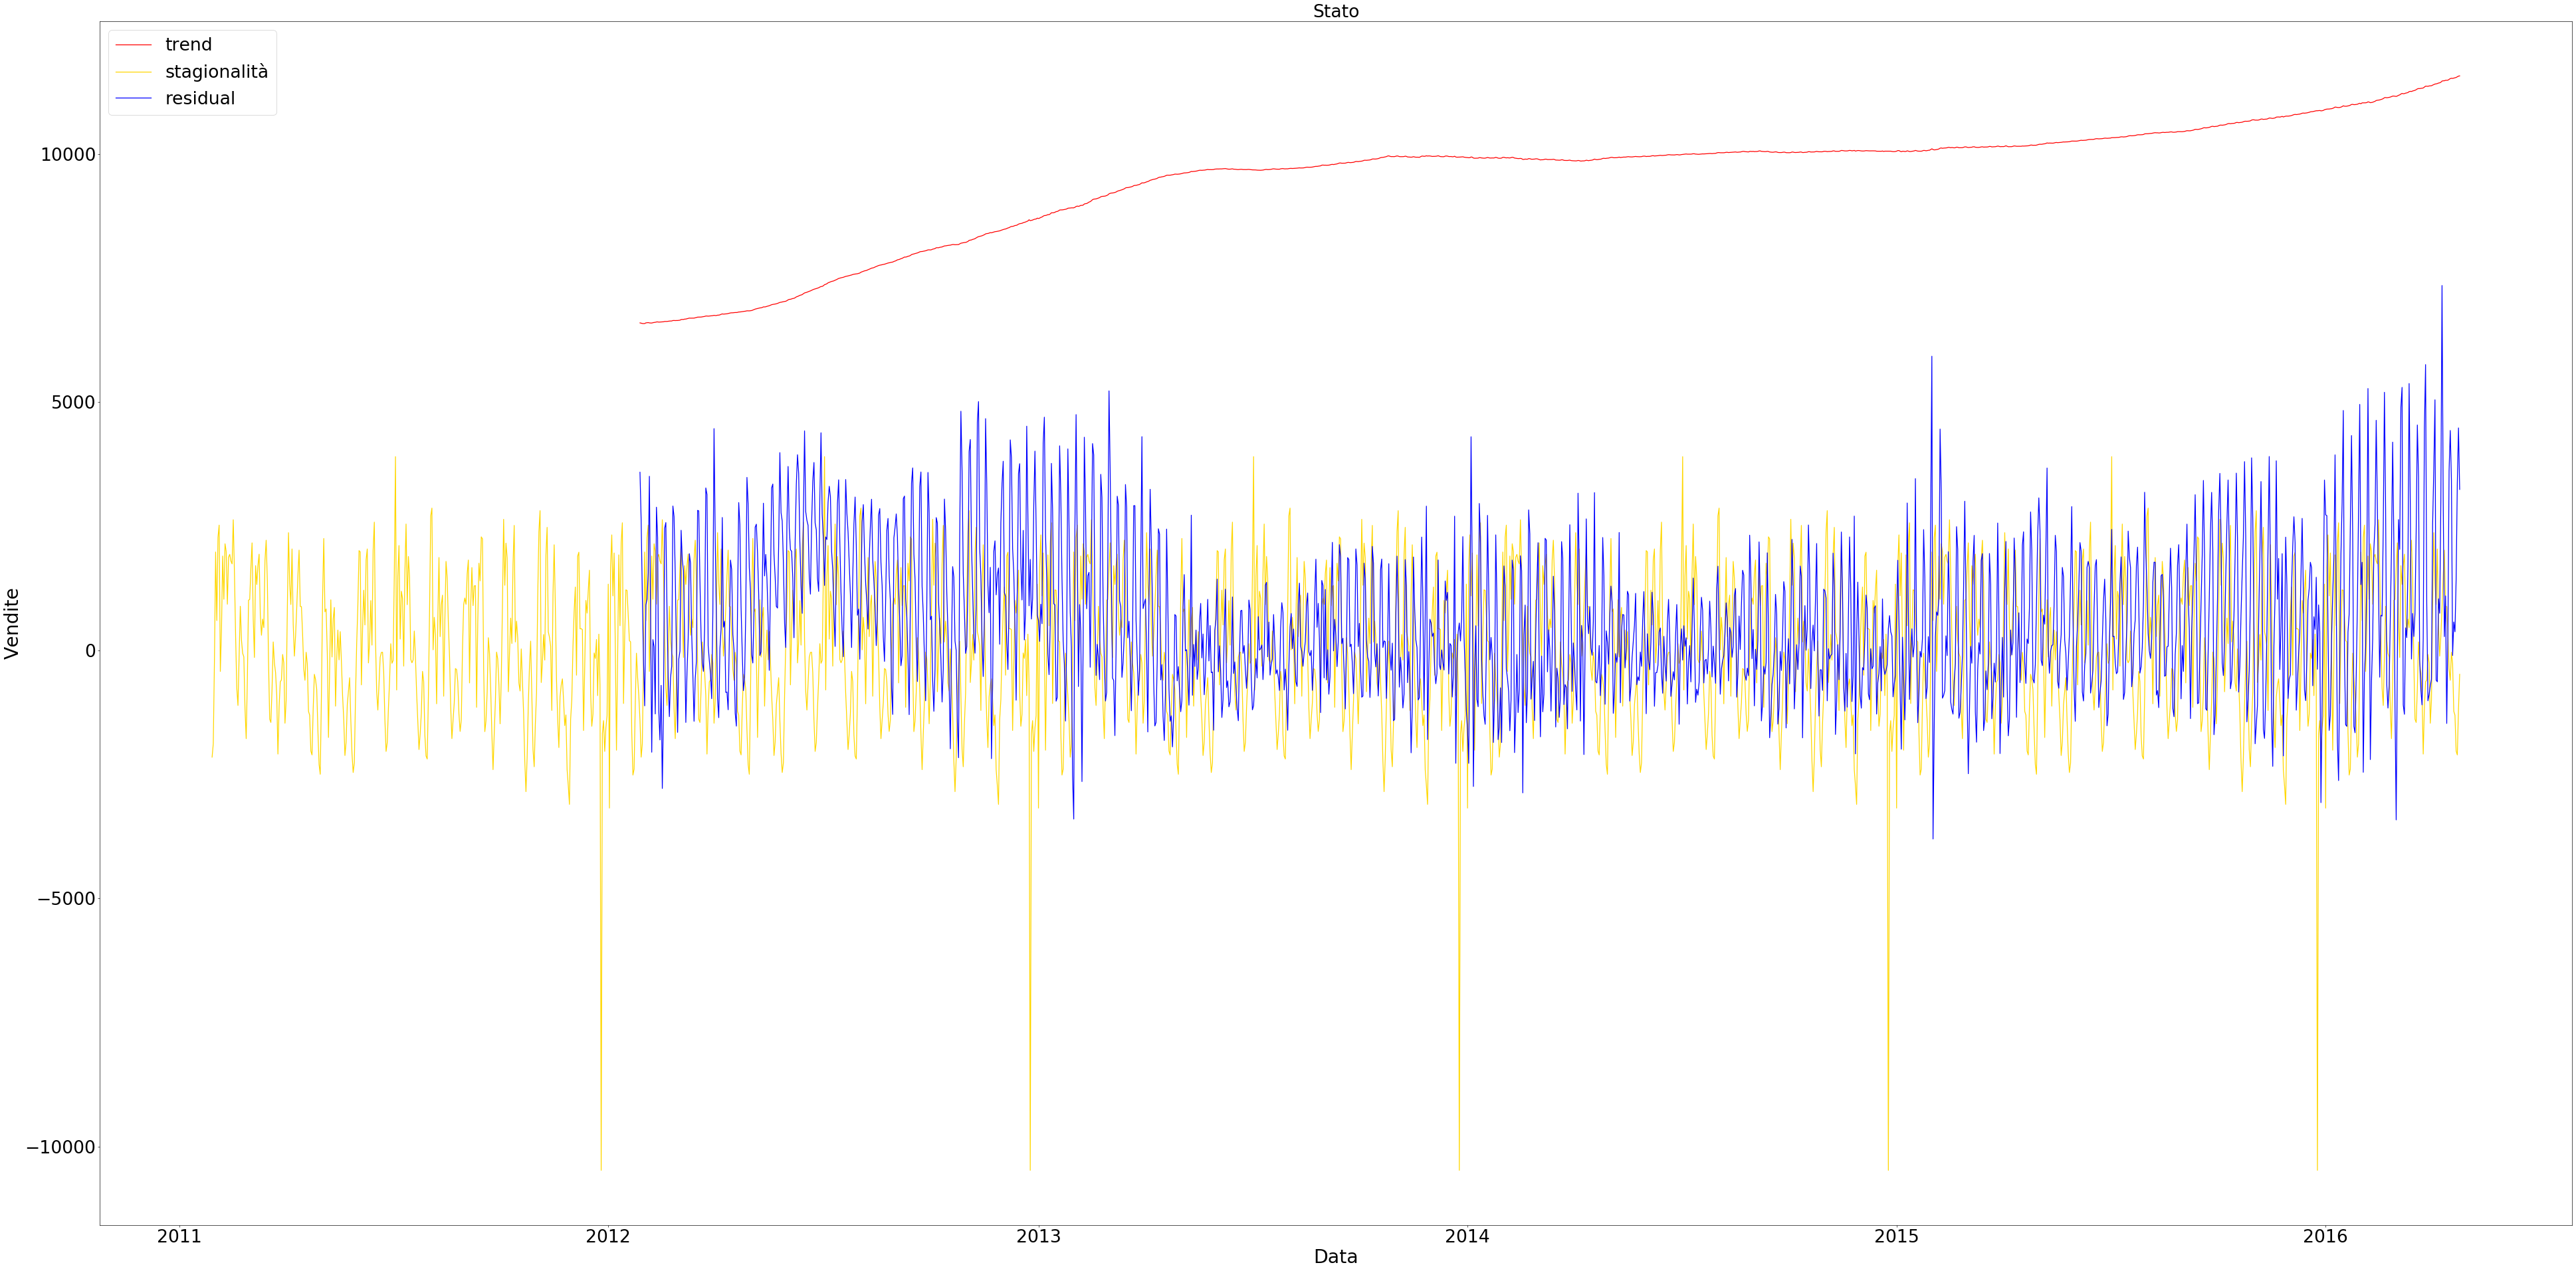 Stato
trend
stagionalità
residual
10000
5000
0
−5000
−10000
Vendite
2011 2012 2013 2014 2015 2016
Data